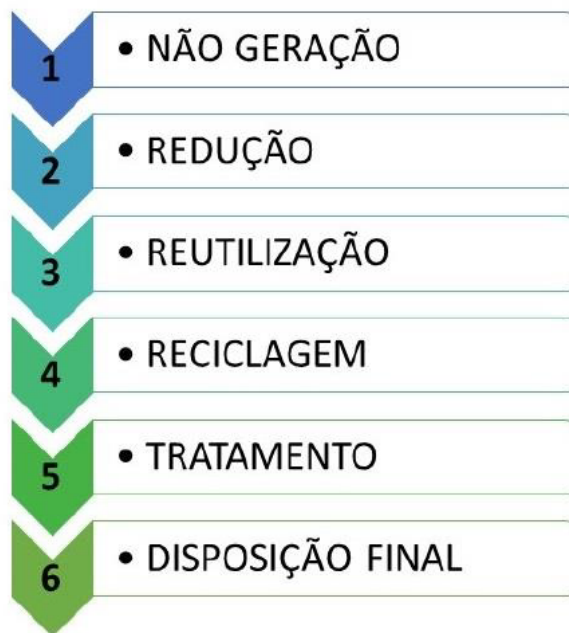 1 • NÃO GERAÇÃO
2 • REDUÇÃO
3 • REUTILIZAÇÃO
4 • RECICLAGEM
5 • TRATAMENTO
6 • DISPOSIÇÃO FINAL